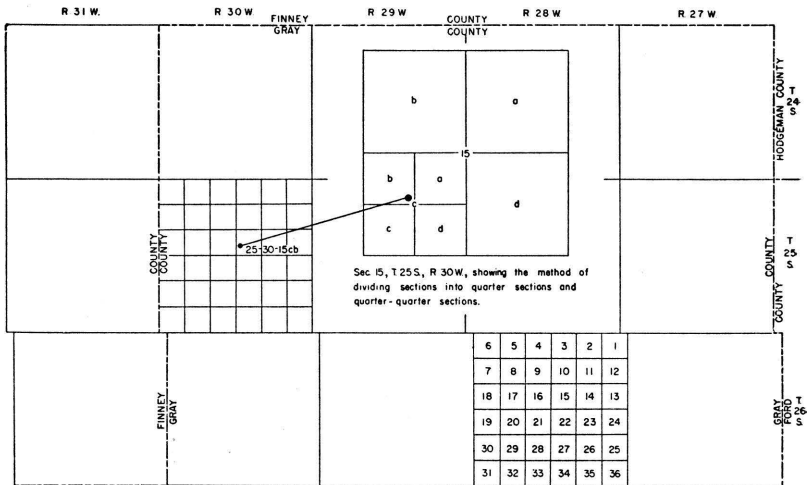 R. 31 W.
R. 30 W.
FINNEY
GRAY
R. 29 W.
COUNTY
COUNTY
R. 28 W.
R. 27 W.
HODGEMAN COUNTY
T
24
S.
b
a
15
b
a
c
c
d
d
COUNTY
COUNTY
25-30-15cb
Sec. 15, T. 25 S., R. 30 W., showing the method of
dividing sections into quarter sections and
quarter-quarter sections.
COUNTY
COUNTY
T
25
S
FINNEY
GRAY
6 5 4 3 2 1
7 8 9 10 11 12
18 17 16 15 14 13
19 20 21 22 23 24
30 29 28 27 26 25
31 32 33 34 35 36
GRAY
FORD
T.
26
S.